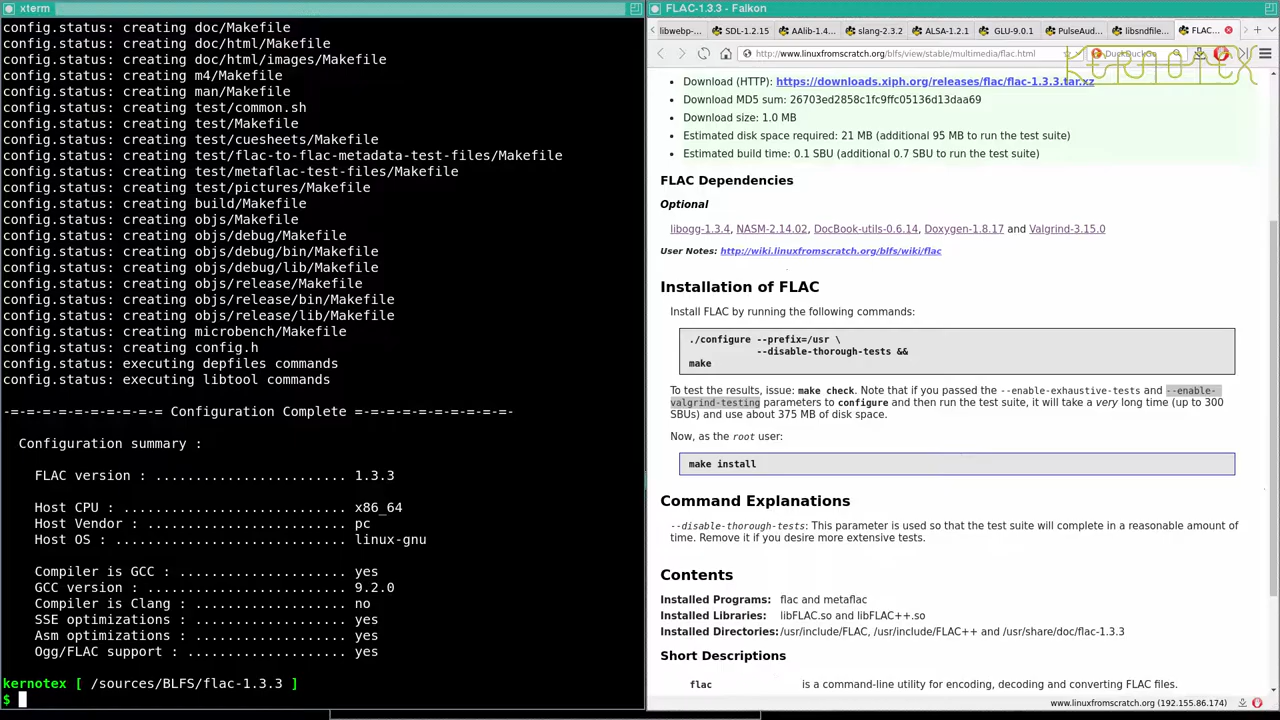 xterm
config.status: creating doc/Makefile
config.status: creating doc/html/Makefile
config.status: creating doc/html/images/Makefile
config.status: creating m4/Makefile
config.status: creating man/Makefile
config.status: creating test/common.sh
config.status: creating test/Makefile
config.status: creating test/cuesheets/Makefile
config.status: creating test/flac-to-flac-metadata-test-files/Makefile
config.status: creating test/metaflac-test-files/Makefile
config.status: creating test/pictures/Makefile
config.status: creating build/Makefile
config.status: creating objs/Makefile
config.status: creating objs/debug/Makefile
config.status: creating objs/debug/bin/Makefile
config.status: creating objs/debug/lib/Makefile
config.status: creating objs/release/Makefile
config.status: creating objs/release/bin/Makefile
config.status: creating objs/release/lib/Makefile
config.status: creating microbench/Makefile
config.status: creating config.h
config.status: executing depfiles commands
config.status: executing libtool commands
-=-=-=-=-=-=-=-=-=-= Configuration Complete =-=-=-=-=-=-=-=-=-=-
Configuration summary :
FLAC version : ......................... 1.3.3
Host CPU : ............................ x86_64
Host Vendor : ......................... pc
Host OS : ............................ linux-gnu
Compiler is GCC : ..................... yes
GCC version : ......................... 9.2.0
Compiler is Clang : ................... no
SSE optimizations : ................... yes
Asm optimizations : ................... yes
Ogg/FLAC support : .................... yes
kernotex [ /sources/BLFS/flac-1.3.3 ]
$
FLAC-1.3.3 - Falkon
libwebp-... SDL-1.2.15 AAlib-1.4... slang-2.3.2 ALSA-1.2.1 GLU-9.0.1 PulseAud... libsndfile... FLAC...
http://www.linuxfromscratch.org/blfs/view/stable/multimedia/flac.html DuckDuckGo
KERNOTEX
Download (HTTP): https://downloads.xiph.org/releases/flac/flac-1.3.3.tar.xz
Download MD5 sum: 26703ed2858c1fc9ffc05136d13daa69
Download size: 1.0 MB
Estimated disk space required: 21 MB (additional 95 MB to run the test suite)
Estimated build time: 0.1 SBU (additional 0.7 SBU to run the test suite)
FLAC Dependencies
Optional
libogg-1.3.4, NASM-2.14.02, DocBook-utils-0.6.14, Doxygen-1.8.17 and Valgrind-3.15.0
User Notes: http://wiki.linuxfromscratch.org/blfs/wiki/flac
Installation of FLAC
Install FLAC by running the following commands:
./configure --prefix=/usr \
--disable-thorough-tests &&
make
To test the results, issue: make check. Note that if you passed the --enable-exhaustive-tests and --enable-
valgrind-testing parameters to configure and then run the test suite, it will take a very long time (up to 300
SBUs) and use about 375 MB of disk space.
Now, as the root user:
make install
Command Explanations
--disable-thorough-tests: This parameter is used so that the test suite will complete in a reasonable amount of
time. Remove it if you desire more extensive tests.
Contents
Installed Programs: flac and metaflac
Installed Libraries: libFLAC.so and libFLAC++.so
Installed Directories: /usr/include/FLAC, /usr/include/FLAC++ and /usr/share/doc/flac-1.3.3
Short Descriptions
flac is a command-line utility for encoding, decoding and converting FLAC files.
www.linuxfromscratch.org (192.155.86.174)